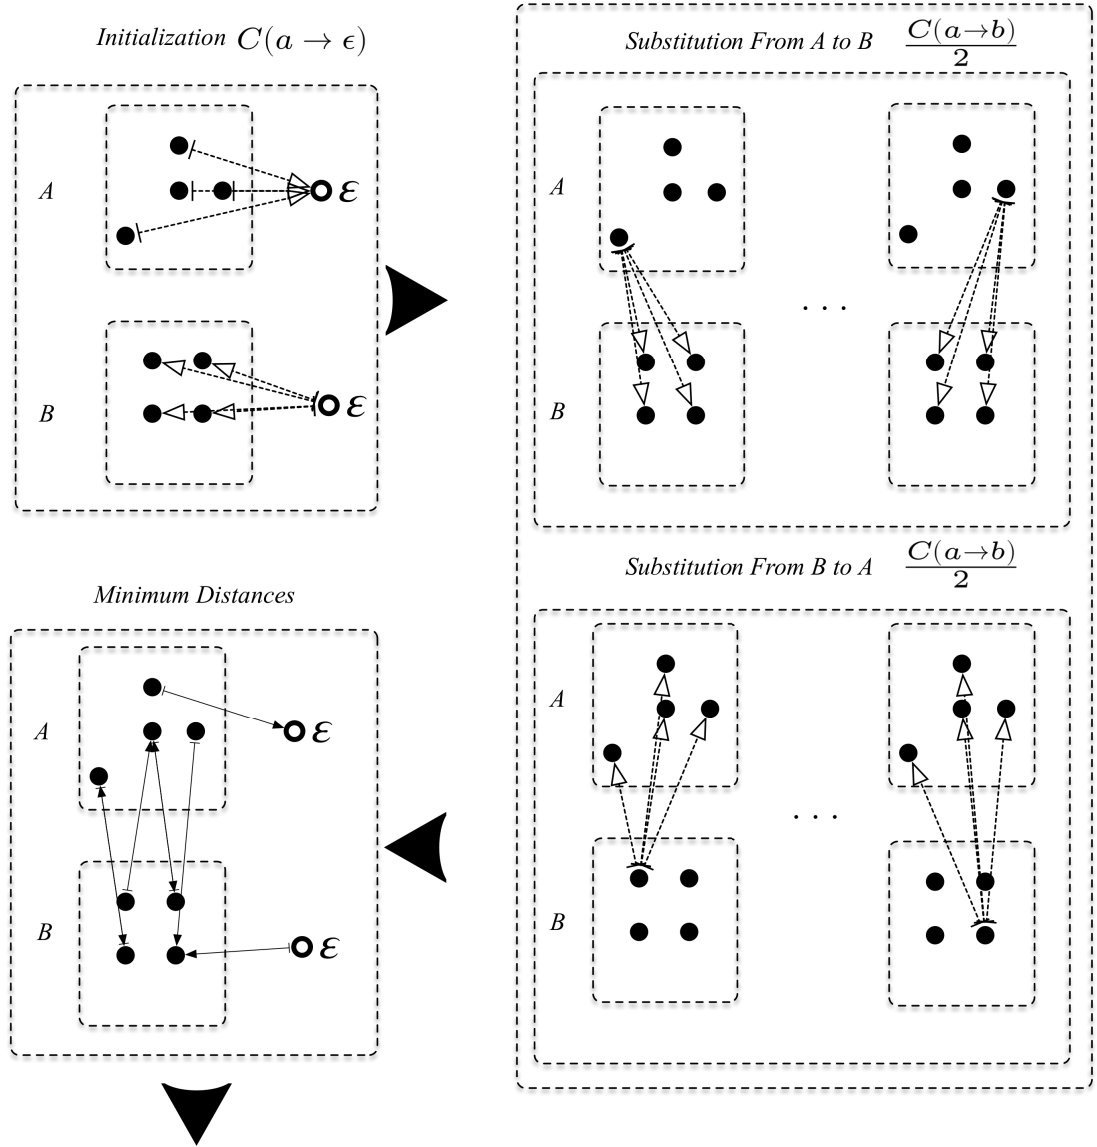 Initialization C(a → ϵ)
A
ε
B
ε
Substitution From A to B C(a→b)/2
A
. . .
B
Substitution From B to A C(a→b)/2
A
. . .
B
Minimum Distances
A
ε
B
ε